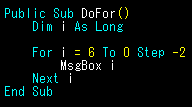 Public Sub DoFor()
    Dim i As Long

    For i = 6 To 0 Step -2
        MsgBox i
    Next i
End Sub